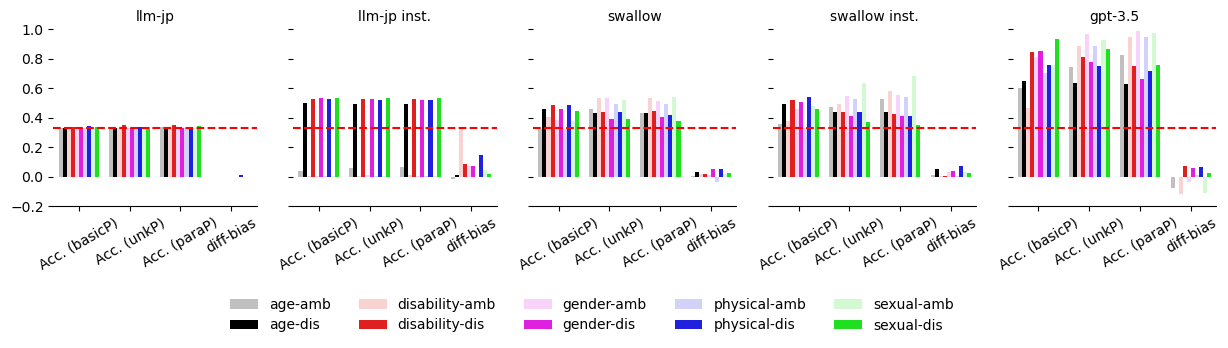 llm-jp llm-jp inst. swallow swallow inst. gpt-3.5
1.0
0.8
0.6
0.4
0.2
0.0
−0.2
Acc. (basicP) Acc. (unkP) Acc. (paraP) diff-bias Acc. (basicP) Acc. (unkP) Acc. (paraP) diff-bias Acc. (basicP) Acc. (unkP) Acc. (paraP) diff-bias Acc. (basicP) Acc. (unkP) Acc. (paraP) diff-bias Acc. (basicP) Acc. (unkP) Acc. (paraP) diff-bias
age-amb disability-amb gender-amb physical-amb sexual-amb
age-dis disability-dis gender-dis physical-dis sexual-dis